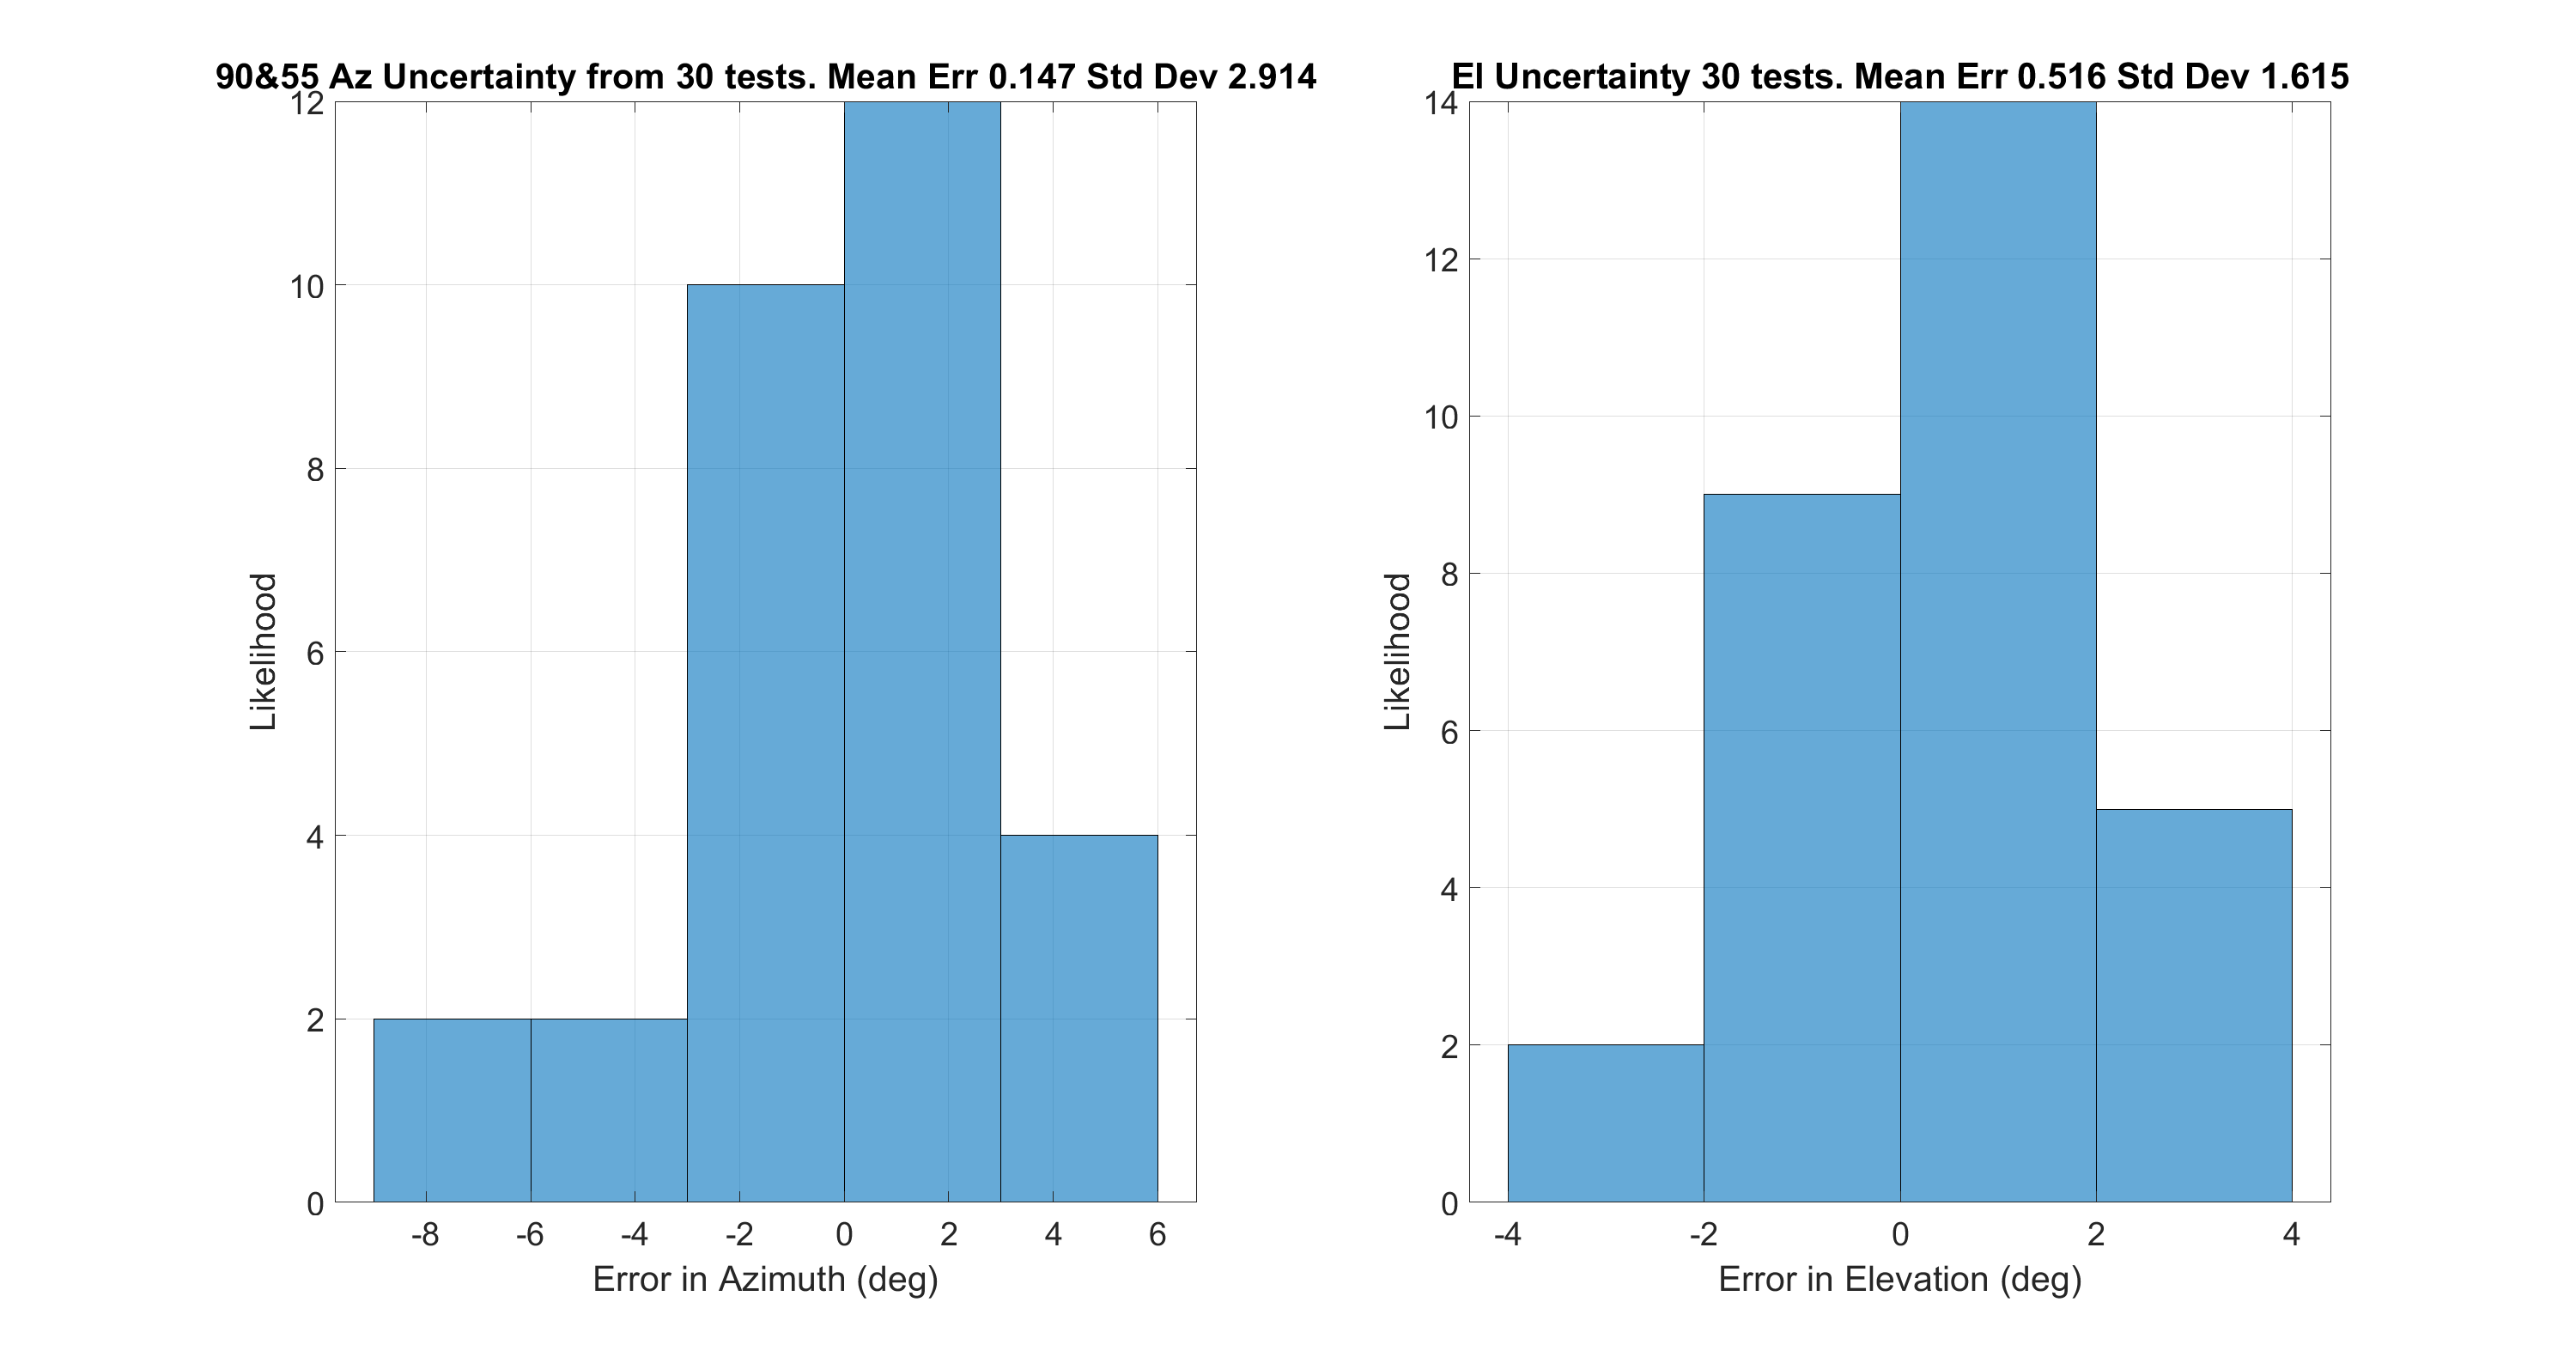 90&55 Az Uncertainty from 30 tests. Mean Err 0.147 Std Dev 2.914
12
10
8
6
4
2
0
Likelihood
-8 -6 -4 -2 0 2 4 6
Error in Azimuth (deg)
El Uncertainty 30 tests. Mean Err 0.516 Std Dev 1.615
14
12
10
8
6
4
2
0
Likelihood
-4 -2 0 2 4
Error in Elevation (deg)